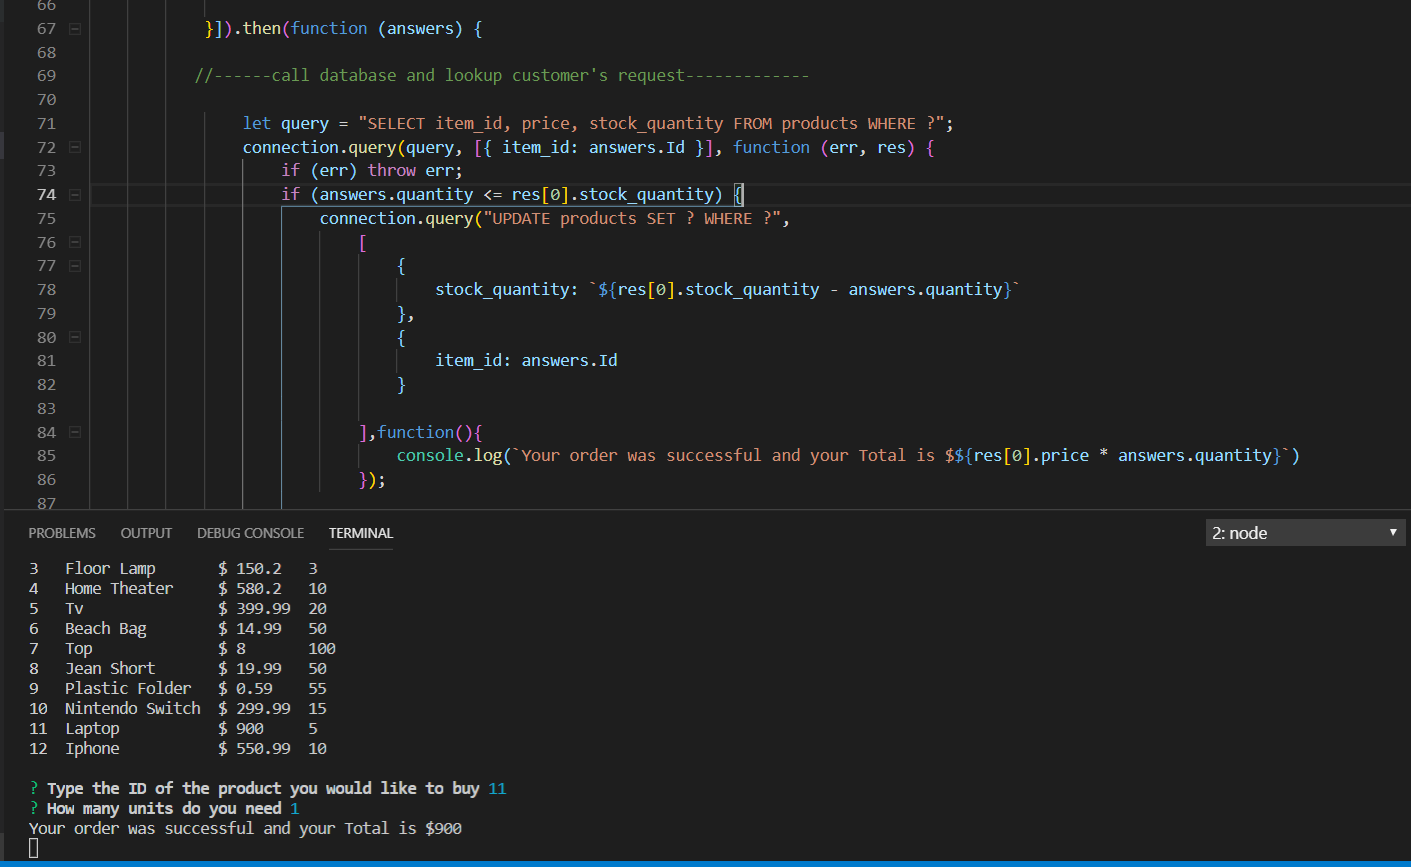 66
67 }]).then(function (answers) {
68
69 //------call database and lookup customer's request-------------
70
71 let query = "SELECT item_id, price, stock_quantity FROM products WHERE ?";
72 connection.query(query, [{ item_id: answers.Id }], function (err, res) {
73 if (err) throw err;
74 if (answers.quantity <= res[0].stock_quantity) {
75 connection.query("UPDATE products SET ? WHERE ?",
76 [
77 {
78 stock_quantity: `${res[0].stock_quantity - answers.quantity}`
79 },
80 {
81 item_id: answers.Id
82 }
83
84 ],function(){
85 console.log(`Your order was successful and your Total is $${res[0].price * answers.quantity}`)
86 });
87
PROBLEMS OUTPUT DEBUG CONSOLE TERMINAL 2: node
3 Floor Lamp $ 150.2 3
4 Home Theater $ 580.2 10
5 Tv $ 399.99 20
6 Beach Bag $ 14.99 50
7 Top $ 8 100
8 Jean Short $ 19.99 50
9 Plastic Folder $ 0.59 55
10 Nintendo Switch $ 299.99 15
11 Laptop $ 900 5
12 Iphone $ 550.99 10
? Type the ID of the product you would like to buy 11
? How many units do you need 1
Your order was successful and your Total is $900